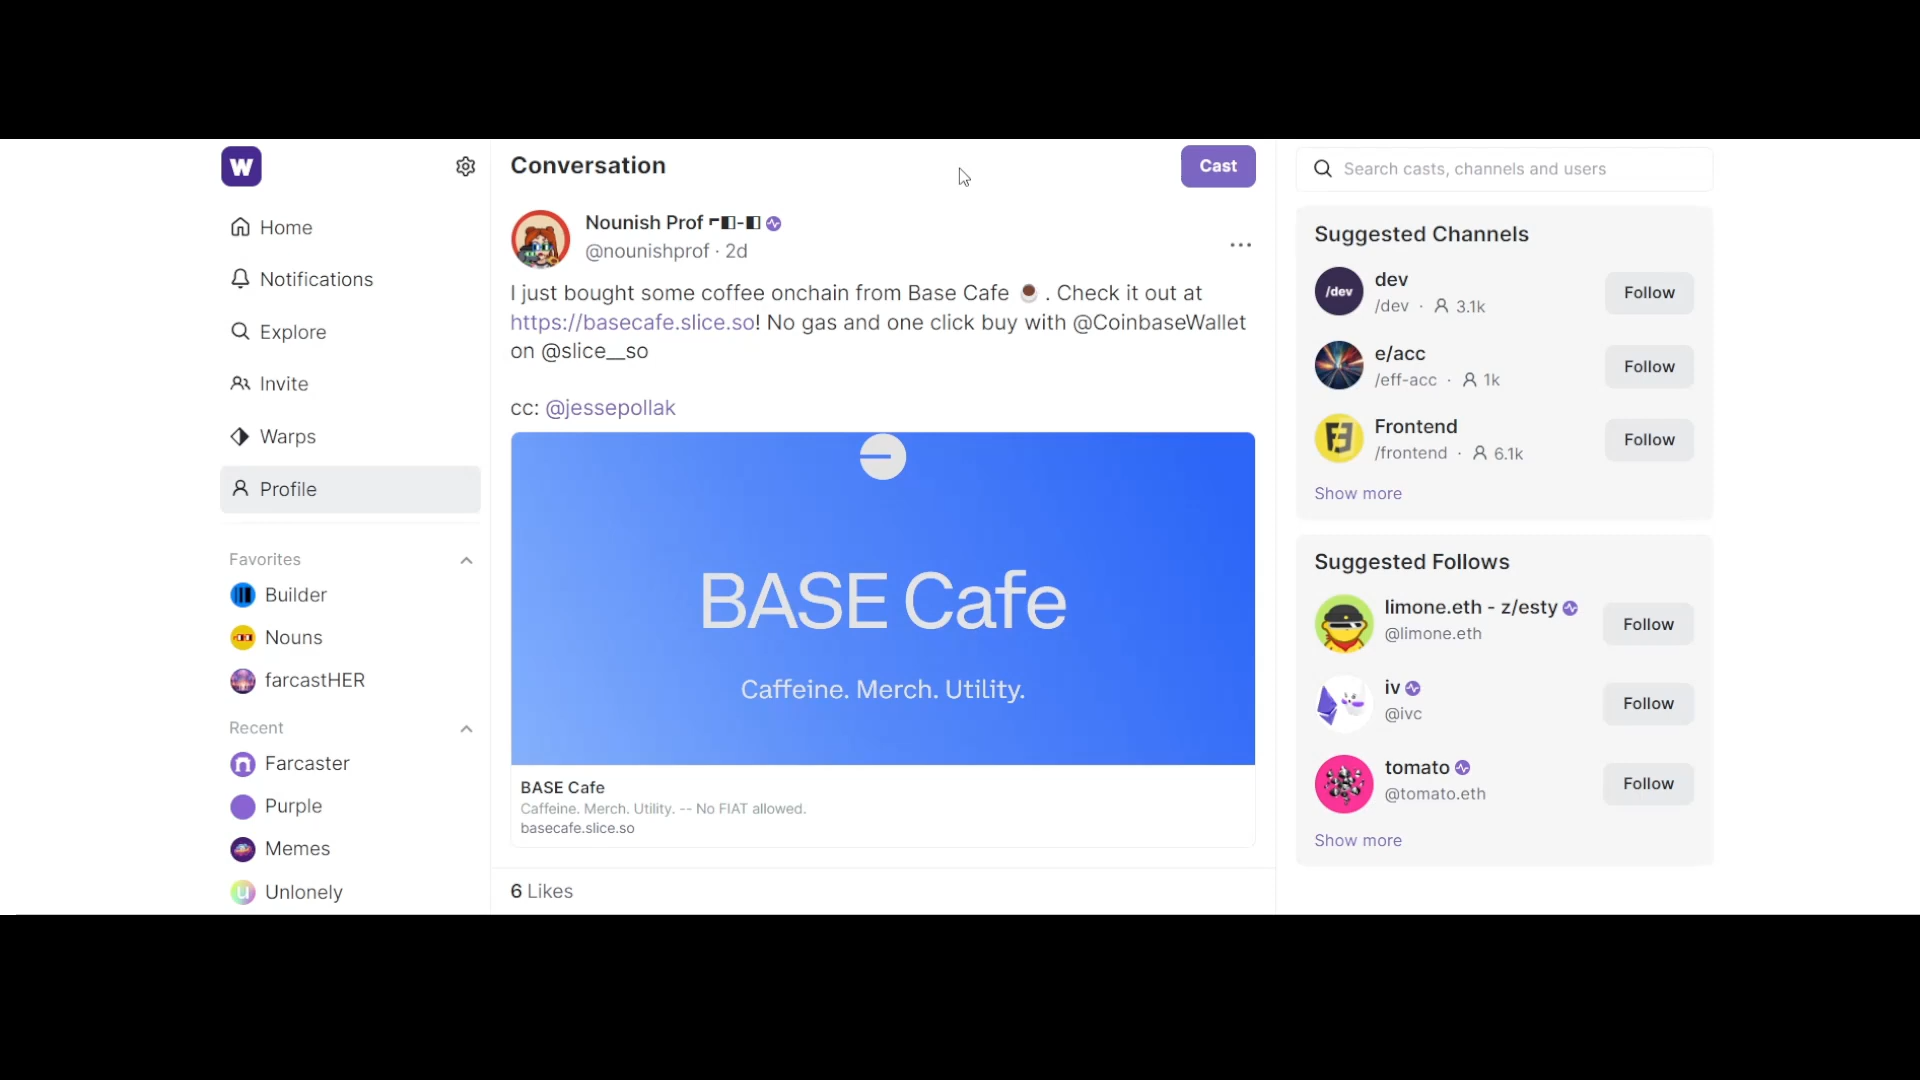 W
Home
Notifications
Explore
Invite
Warps
Profile
Favorites
Builder
Nouns
farcastHER
Recent
Farcaster
Purple
Memes
Unlonely
Conversation
Cast
Nounish Prof ⌐◧-◧
@nounishprof · 2d
I just bought some coffee onchain from Base Cafe ☕ . Check it out at
https://basecafe.slice.so! No gas and one click buy with @CoinbaseWallet
on @slice__so
cc: @jessepollak
BASE Cafe
Caffeine. Merch. Utility.
BASE Cafe
Caffeine. Merch. Utility. -- No FIAT allowed.
basecafe.slice.so
6 Likes
Search casts, channels and users
Suggested Channels
/dev
dev
/dev · 3.1k
Follow
e/acc
/eff-acc · 1k
Follow
Frontend
/frontend · 6.1k
Follow
Show more
Suggested Follows
limone.eth - z/esty
@limone.eth
Follow
iv
@ivc
Follow
tomato
@tomato.eth
Follow
Show more